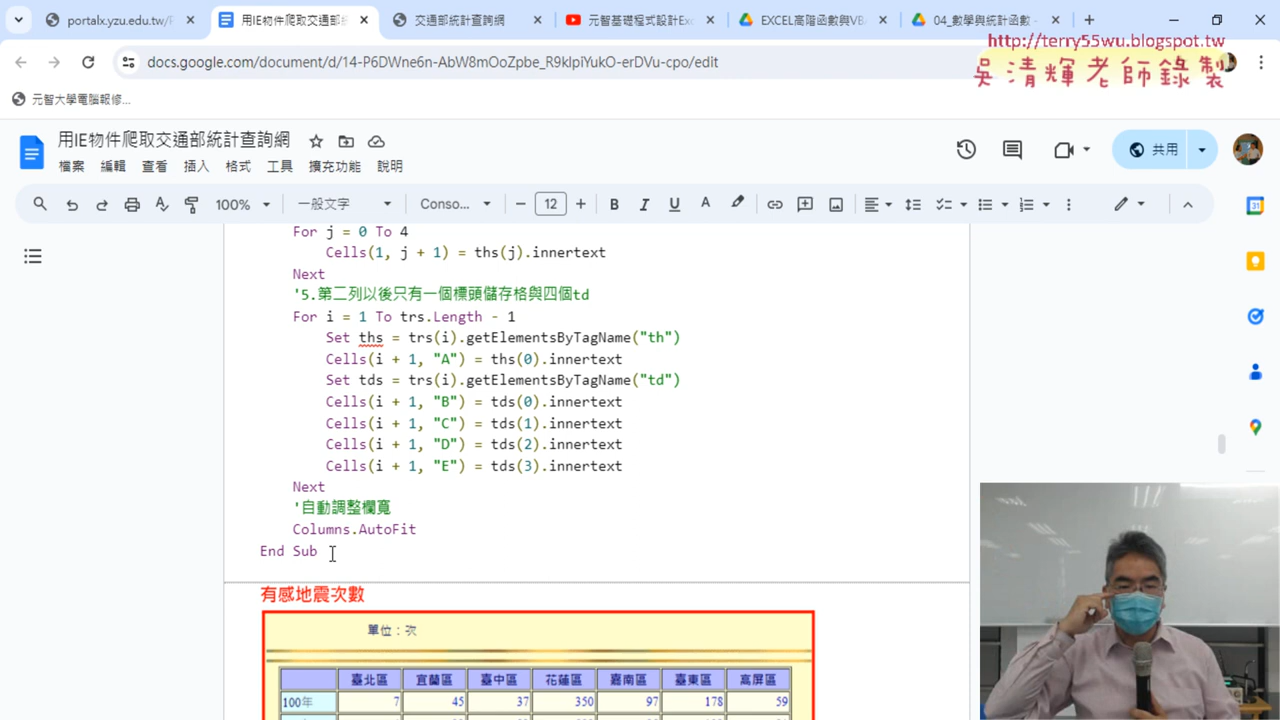 portalx.yzu.edu.tw/F
用IE物件爬取交通部統計
交通部統計查詢網
元智基礎程式設計Exc
EXCEL高階函數與VBA
04_數學與統計函數 -
http://terry55wu.blogspot.tw
吳清輝老師錄製
docs.google.com/document/d/14-P6DWne6n-AbW8mOoZpbe_R9klpiYukO-erDVu-cpo/edit
元智大學電腦報修...
用IE物件爬取交通部統計查詢網
檔案 編輯 查看 插入 格式 工具 擴充功能 說明
共用
100% 一般文字 Conso... 12 B I U A
For j = 0 To 4
Cells(1, j + 1) = ths(j).innertext
Next
'5.第二列以後只有一個標頭儲存格與四個td
For i = 1 To trs.Length - 1
Set ths = trs(i).getElementsByTagName("th")
Cells(i + 1, "A") = ths(0).innertext
Set tds = trs(i).getElementsByTagName("td")
Cells(i + 1, "B") = tds(0).innertext
Cells(i + 1, "C") = tds(1).innertext
Cells(i + 1, "D") = tds(2).innertext
Cells(i + 1, "E") = tds(3).innertext
Next
'自動調整欄寬
Columns.AutoFit
End Sub
有感地震次數
單位：次
臺北區 宜蘭區 臺中區 花蓮區 嘉南區 臺東區 高屏區
100年 7 45 37 350 97 178 59